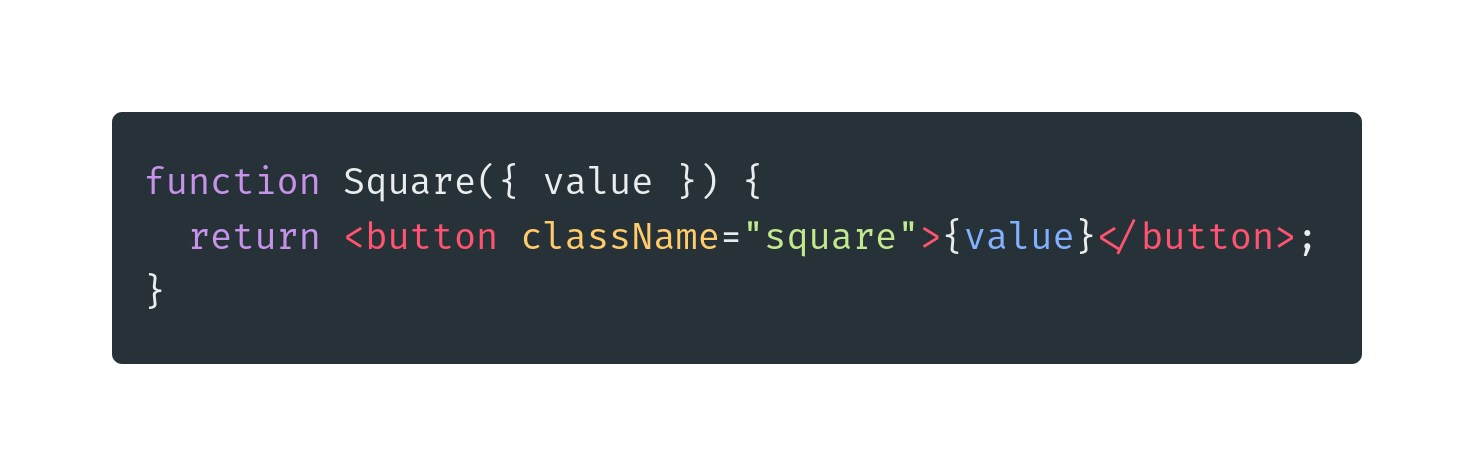 function Square({ value }) {
  return <button className="square">{value}</button>;
}